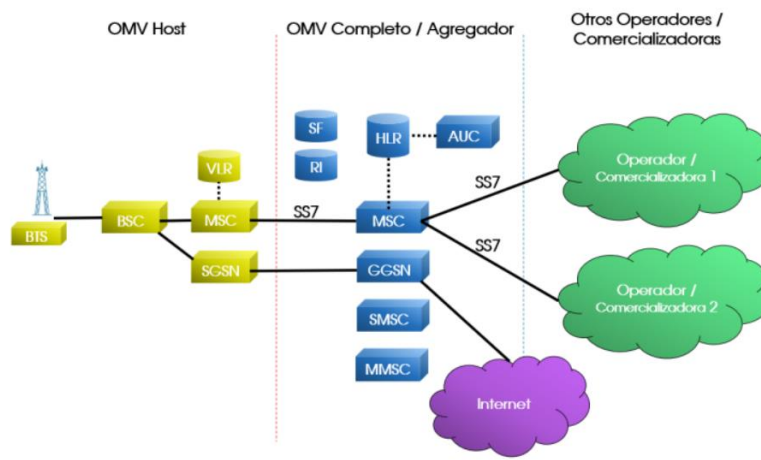 OMV Host
OMV Completo / Agregador
Otros Operadores /
Comercializadoras
SF
HLR
AUC
VLR
RI
Operador /
Comercializadora 1
SS7
BTS
BSC
MSC
SS7
MSC
SS7
SGSN
GGSN
Operador /
Comercializadora 2
SMSC
MMSC
Internet